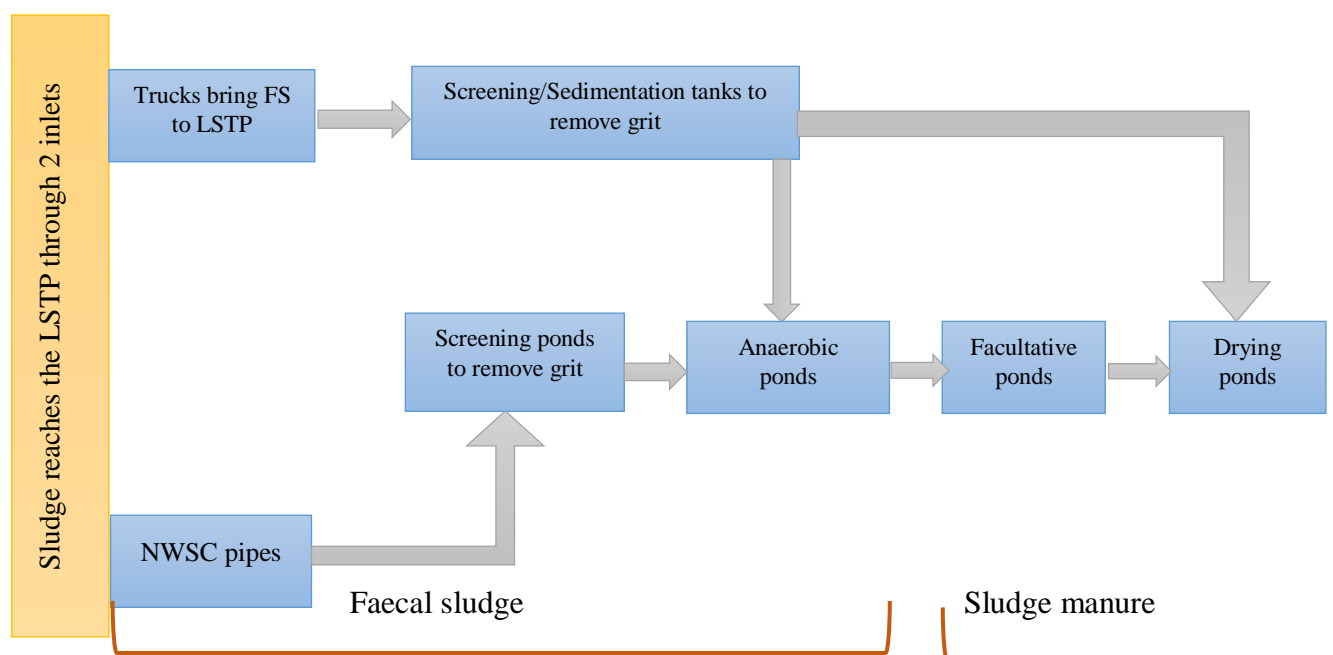 Sludge reaches the LSTP through 2 inlets
Trucks bring FS
to LSTP
Screening/Sedimentation tanks to
remove grit
Screening ponds
to remove grit
Anaerobic
ponds
Facultative
ponds
Drying
ponds
NWSC pipes
Faecal sludge
Sludge manure